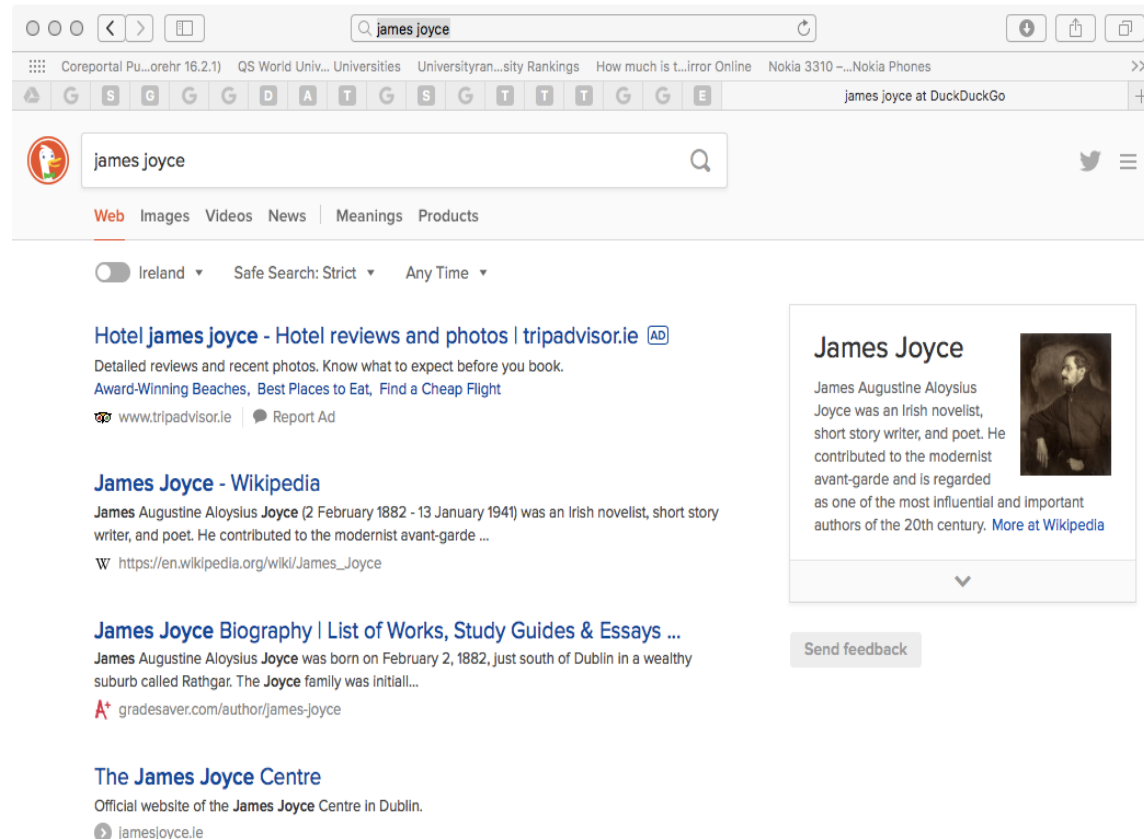 james joyce
Coreportal Pu...orehr 16.2.1) QS World Univ... Universities Universityran...sity Rankings How much is t...irror Online Nokia 3310 –...Nokia Phones >>
G S G G G D A T G S G T T T G G E james joyce at DuckDuckGo +
james joyce
Web Images Videos News Meanings Products
Ireland Safe Search: Strict Any Time
Hotel james joyce - Hotel reviews and photos | tripadvisor.ie AD
Detailed reviews and recent photos. Know what to expect before you book.
Award-Winning Beaches, Best Places to Eat, Find a Cheap Flight
www.tripadvisor.ie Report Ad
James Joyce - Wikipedia
James Augustine Aloysius Joyce (2 February 1882 - 13 January 1941) was an Irish novelist, short story
writer, and poet. He contributed to the modernist avant-garde ...
W https://en.wikipedia.org/wiki/James_Joyce
James Joyce Biography | List of Works, Study Guides & Essays ...
James Augustine Aloysius Joyce was born on February 2, 1882, just south of Dublin in a wealthy
suburb called Rathgar. The Joyce family was initiall...
A+ gradesaver.com/author/james-joyce
The James Joyce Centre
Official website of the James Joyce Centre in Dublin.
jamesjoyce.ie
James Joyce
James Augustine Aloysius
Joyce was an Irish novelist,
short story writer, and poet. He
contributed to the modernist
avant-garde and is regarded
as one of the most influential and important
authors of the 20th century. More at Wikipedia
Send feedback